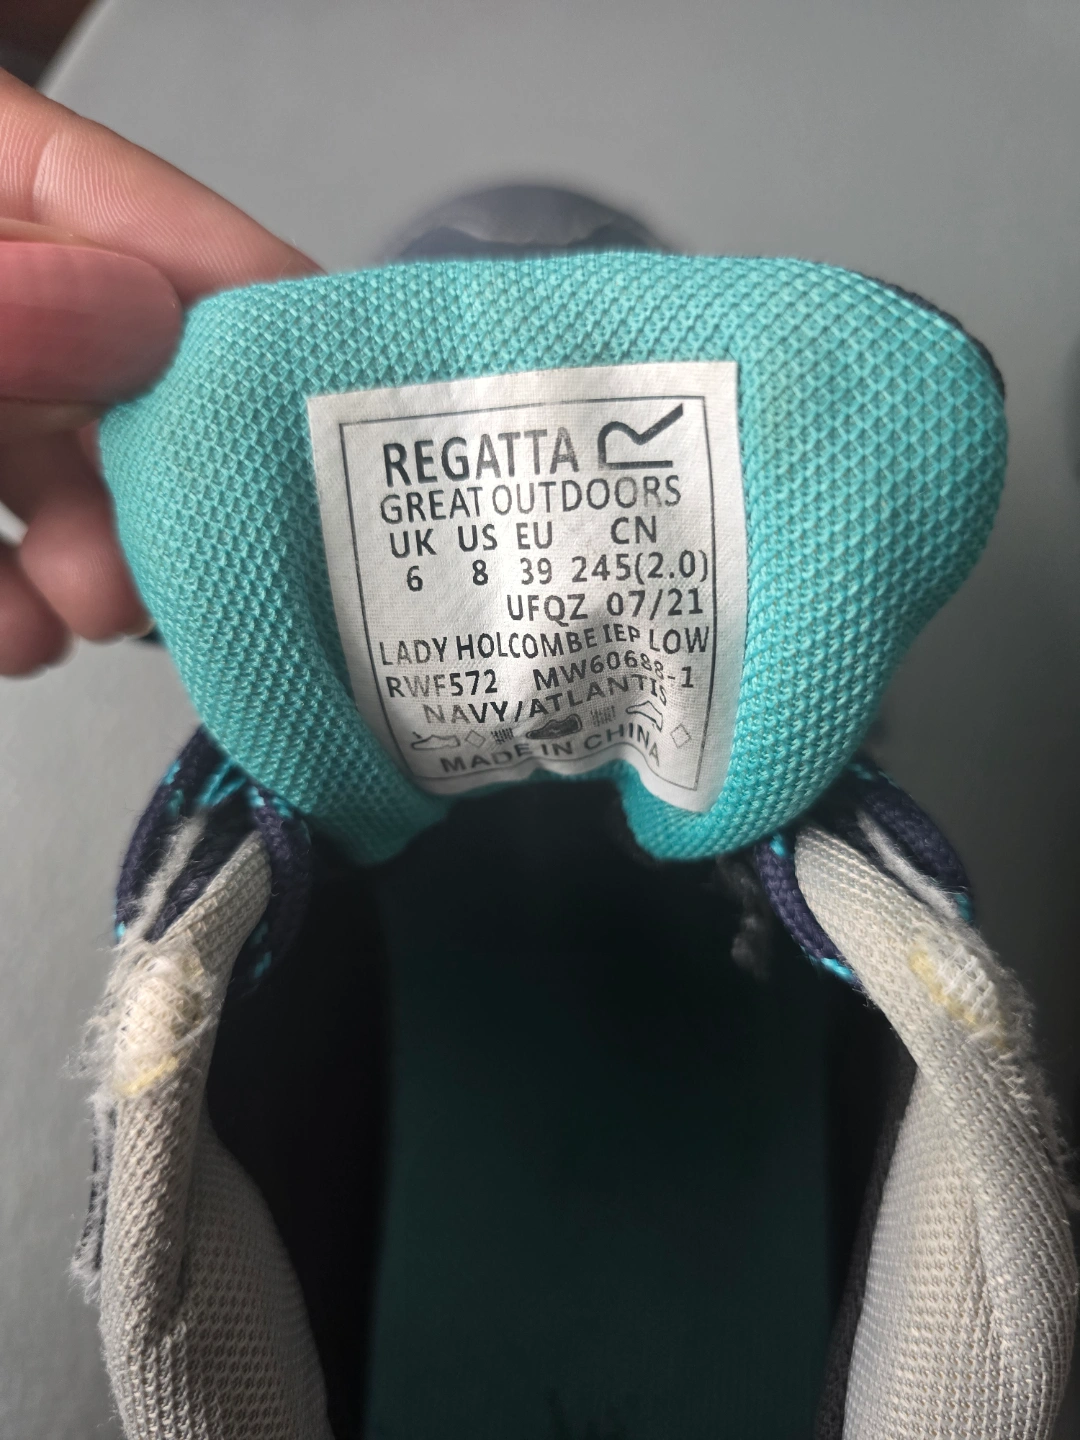 REGATTA
GREAT OUTDOORS
UK US EU CN
6 8 39 245(2.0)
UFQZ 07/21
LADY HOLCOMBE IEP LOW
RWF572 MW60688-1
NAVY/ATLANTIS
MADE IN CHINA